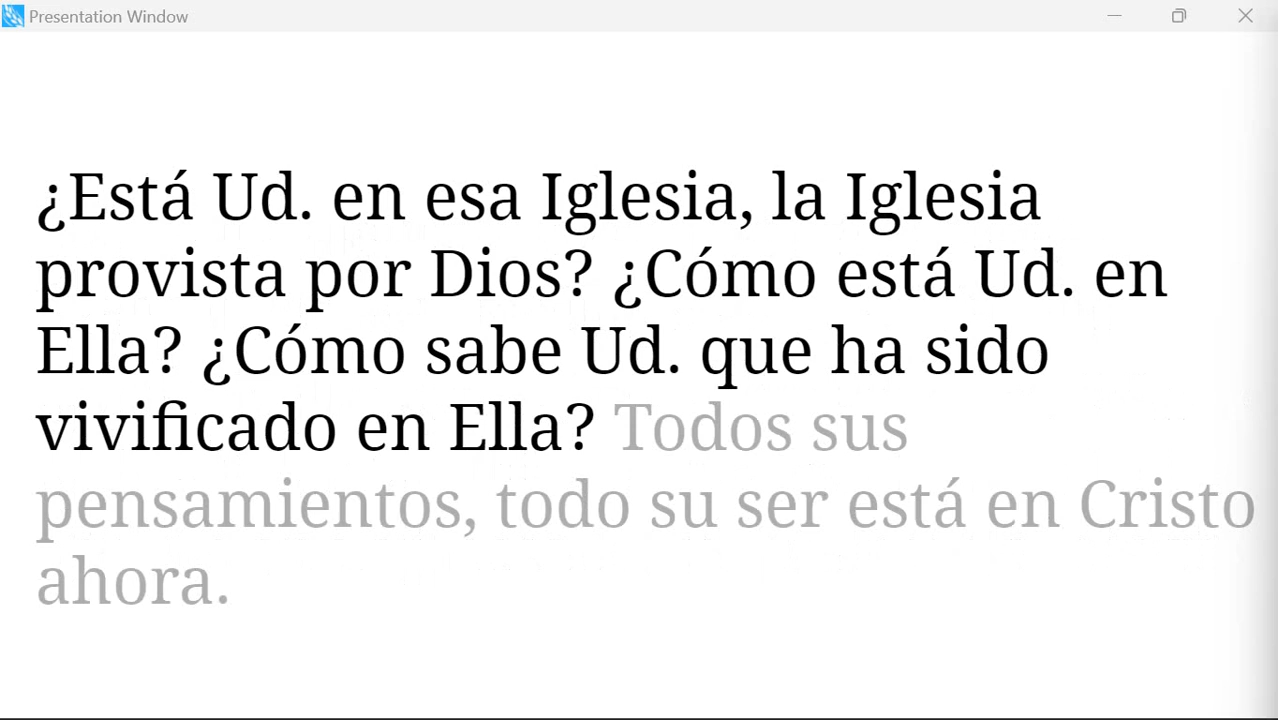 Presentation Window
¿Está Ud. en esa Iglesia, la Iglesia
provista por Dios? ¿Cómo está Ud. en
Ella? ¿Cómo sabe Ud. que ha sido
vivificado en Ella? Todos sus
pensamientos, todo su ser está en Cristo
ahora.